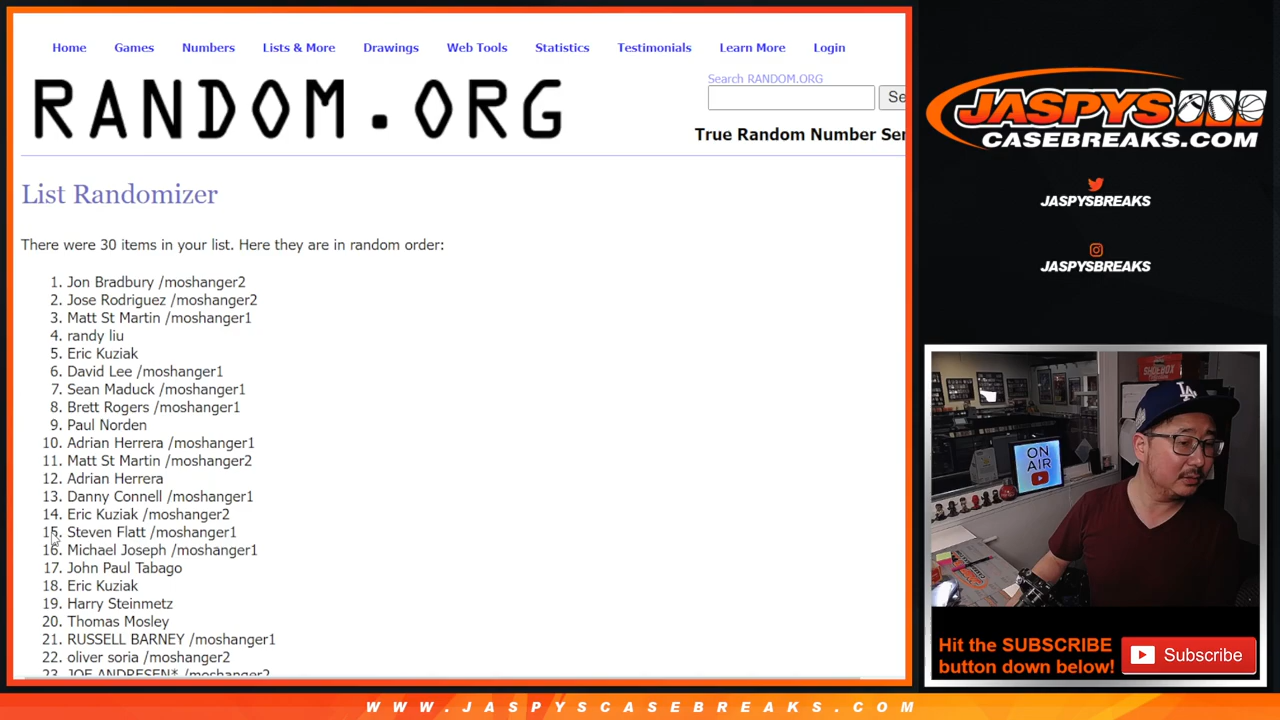 Home Games Numbers Lists & More Drawings Web Tools Statistics Testimonials Learn More Login
RANDOM.ORG
Search RANDOM.ORG
Se
True Random Number Ser
List Randomizer
There were 30 items in your list. Here they are in random order:
1. Jon Bradbury /moshanger2
2. Jose Rodriguez /moshanger2
3. Matt St Martin /moshanger1
4. randy liu
5. Eric Kuziak
6. David Lee /moshanger1
7. Sean Maduck /moshanger1
8. Brett Rogers /moshanger1
9. Paul Norden
10. Adrian Herrera /moshanger1
11. Matt St Martin /moshanger2
12. Adrian Herrera
13. Danny Connell /moshanger1
14. Eric Kuziak /moshanger2
15. Steven Flatt /moshanger1
16. Michael Joseph /moshanger1
17. John Paul Tabago
18. Eric Kuziak
19. Harry Steinmetz
20. Thomas Mosley
21. RUSSELL BARNEY /moshanger1
22. oliver soria /moshanger2
23. JOE ANDRESEN* /moshanger2
JASPYS
CASEBREAKS.COM
JASPYSBREAKS
JASPYSBREAKS
SHOEBOX
ON
AIR
LA
Hit the SUBSCRIBE
button down below!
Subscribe
WWW.JASPYSCASEBREAKS.COM